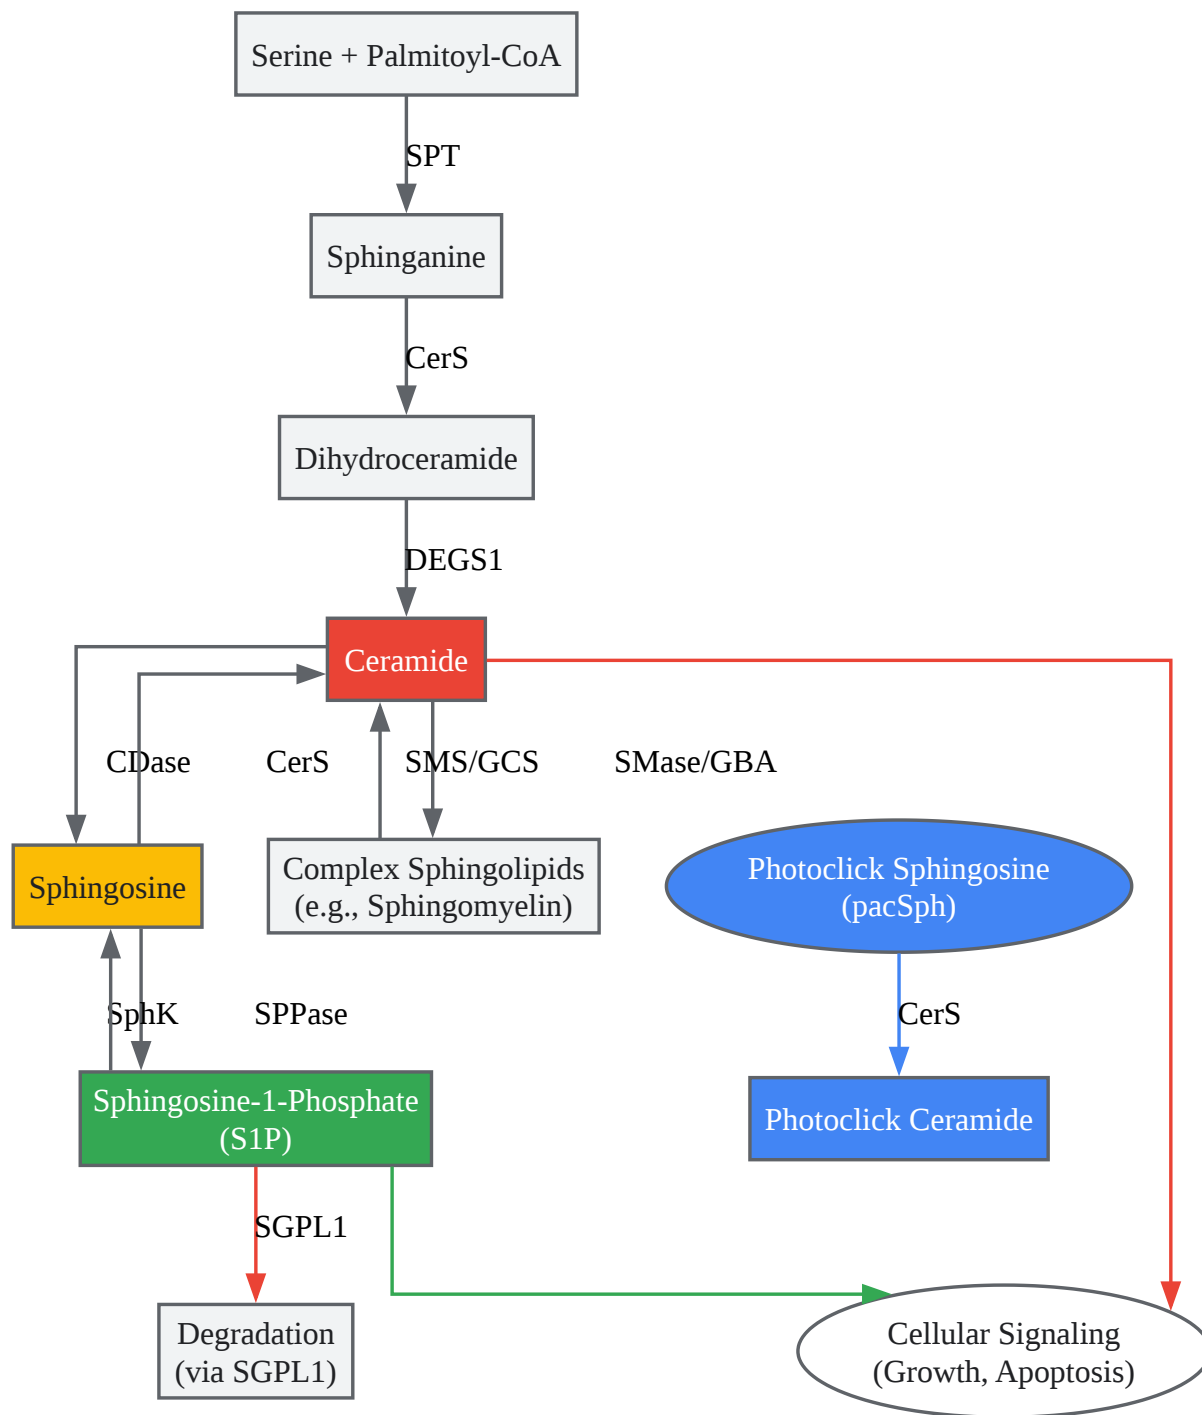 Serine + Palmitoyl-CoA
SPT
Sphinganine
CerS
Dihydroceramide
DEGS1
Ceramide
CDase
CerS
SMS/GCS
SMase/GBA
Sphingosine
Complex Sphingolipids
(e.g., Sphingomyelin)
Photoclick Sphingosine
(pacSph)
SphK
SPPase
CerS
Sphingosine-1-Phosphate
(S1P)
Photoclick Ceramide
SGPL1
Degradation
(via SGPL1)
Cellular Signaling
(Growth, Apoptosis)